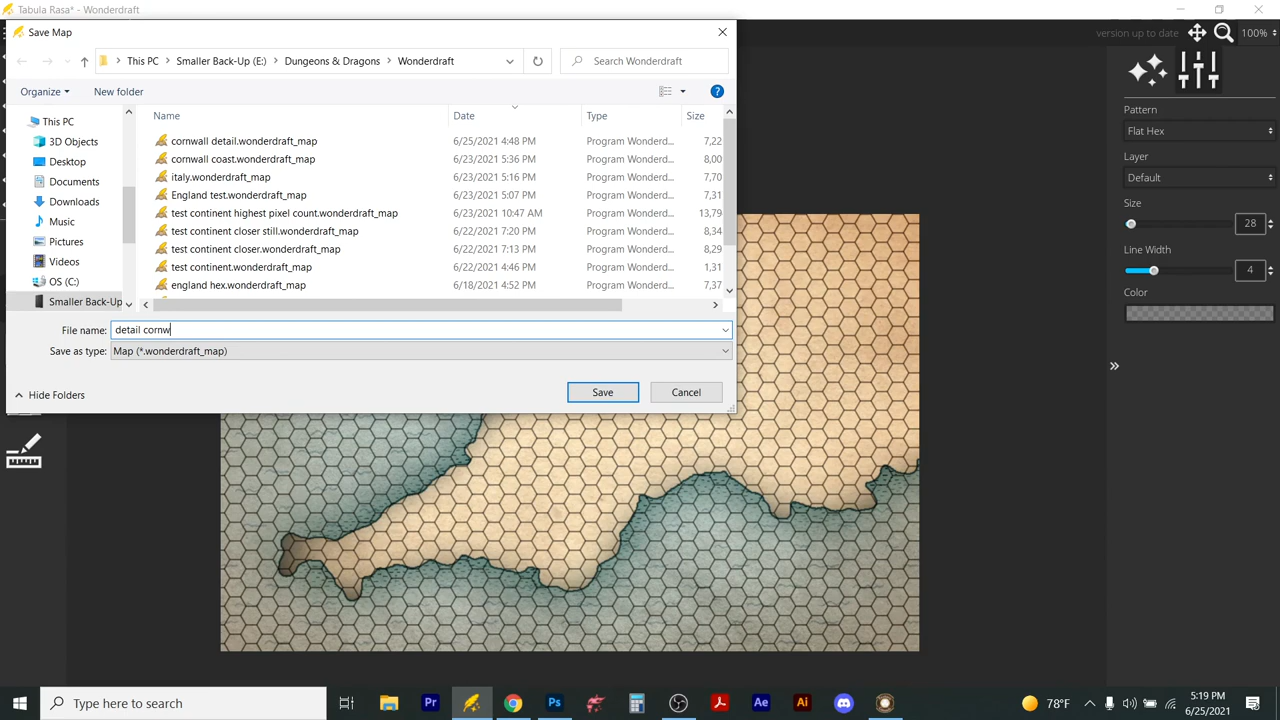 Tabula Rasa* - Wonderdraft
Save Map
version up to date
100%
This PC
Smaller Back-Up (E:)
Dungeons & Dragons
Wonderdraft
Search Wonderdraft
Organize
New folder
?
Name
Date
Type
Size
This PC
3D Objects
Desktop
Documents
Downloads
Music
Pictures
Videos
OS (C:)
Smaller Back-Up
cornwall detail.wonderdraft_map 6/25/2021 4:48 PM Program Wonderd... 7,22
cornwall coast.wonderdraft_map 6/23/2021 5:36 PM Program Wonderd... 8,00
italy.wonderdraft_map 6/23/2021 5:16 PM Program Wonderd... 7,70
England test.wonderdraft_map 6/23/2021 5:07 PM Program Wonderd... 7,31
test continent highest pixel count.wonderdraft_map 6/23/2021 10:47 AM Program Wonderd... 13,79
test continent closer still.wonderdraft_map 6/22/2021 7:20 PM Program Wonderd... 8,34
test continent closer.wonderdraft_map 6/22/2021 7:13 PM Program Wonderd... 8,29
test continent.wonderdraft_map 6/22/2021 4:46 PM Program Wonderd... 1,31
england hex.wonderdraft_map 6/18/2021 4:52 PM Program Wonderd... 7,37
File name: detail cornw
Save as type: Map (*.wonderdraft_map)
Hide Folders
Save
Cancel
Pattern
Flat Hex
Layer
Default
Size
28
Line Width
4
Color
Type here to search
Pr
Ps
Ae
Ai
78°F
5:19 PM
6/25/2021